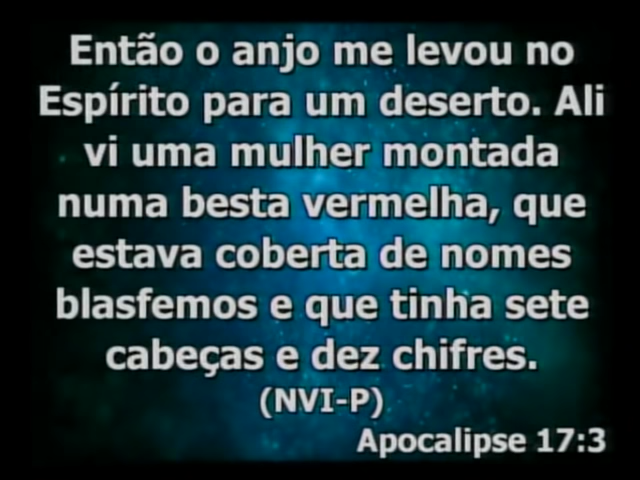 Então o anjo me levou no
Espírito para um deserto. Ali
vi uma mulher montada
numa besta vermelha, que
estava coberta de nomes
blasfemos e que tinha sete
cabeças e dez chifres.
(NVI-P)
Apocalipse 17:3